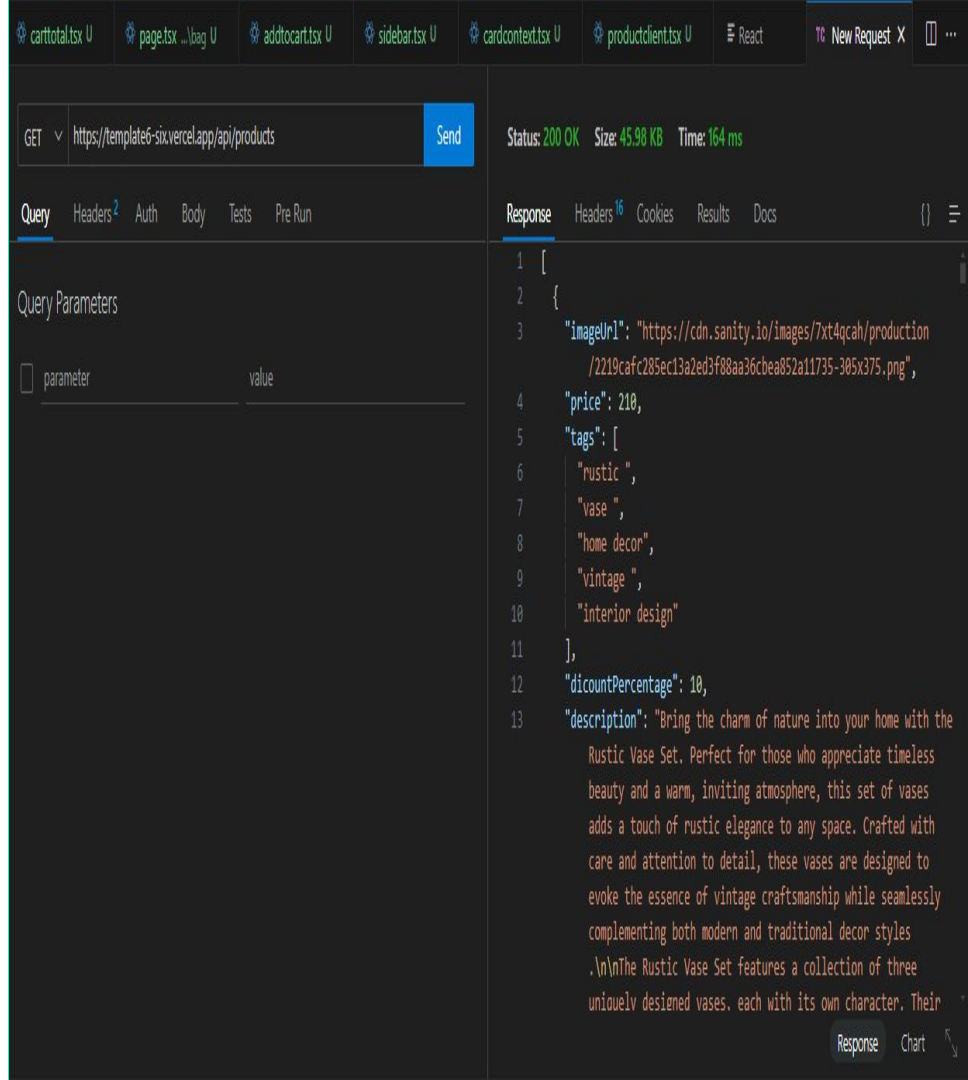 carttotal.tsx U
page.tsx ...\bag U
addtocart.tsx U
sidebar.tsx U
cardcontext.tsx U
productclient.tsx U
React
TC New Request
GET
https://template6-six.vercel.app/api/products
Send
Query
Headers 2
Auth
Body
Tests
Pre Run
Query Parameters
parameter
value
Status: 200 OK Size: 45.98 KB Time: 164 ms
Response
Headers 16
Cookies
Results
Docs
{}
1 [
2 {
3 "imageUrl": "https://cdn.sanity.io/images/7xt4qcah/production
/2219cafc285ec13a2ed3f88aa36cbea852a11735-305x375.png",
4 "price": 210,
5 "tags": [
6 "rustic ",
7 "vase ",
8 "home decor",
9 "vintage ",
10 "interior design"
11 ],
12 "dicountPercentage": 10,
13 "description": "Bring the charm of nature into your home with the
Rustic Vase Set. Perfect for those who appreciate timeless
beauty and a warm, inviting atmosphere, this set of vases
adds a touch of rustic elegance to any space. Crafted with
care and attention to detail, these vases are designed to
evoke the essence of vintage craftsmanship while seamlessly
complementing both modern and traditional decor styles
.\n\nThe Rustic Vase Set features a collection of three
uniquely designed vases, each with its own character. Their
Response
Chart